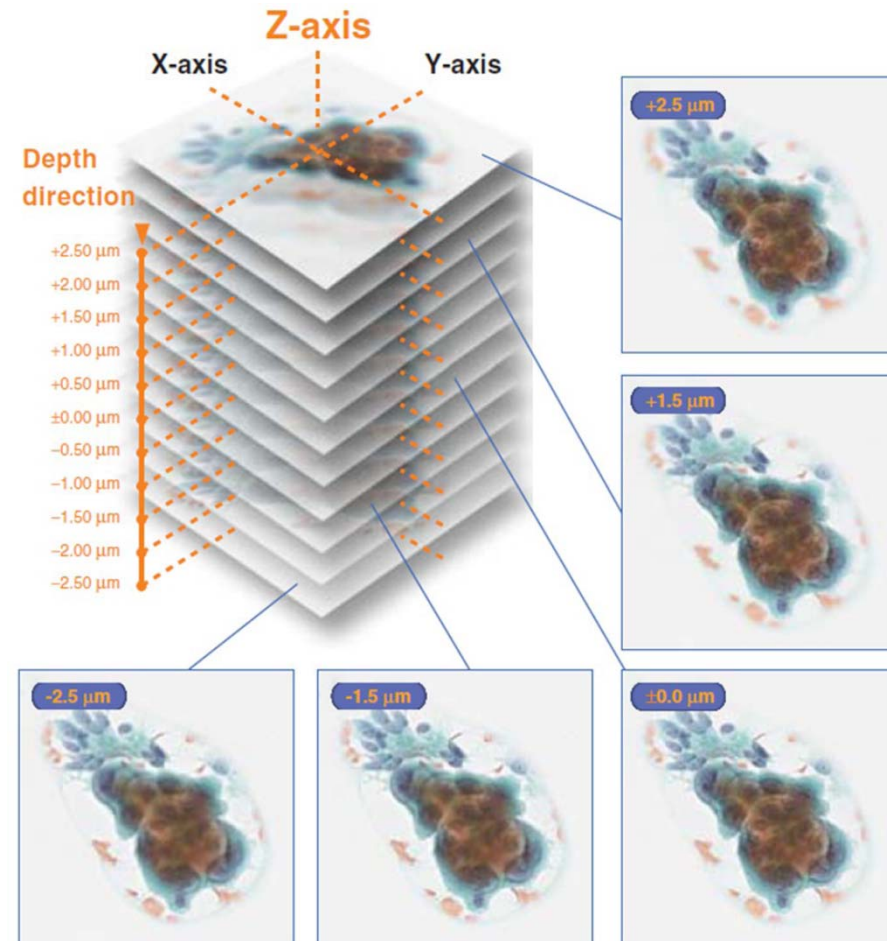 Z-axis
X-axis
Y-axis
Depth
direction
+2.50 µm
+2.00 µm
+1.50 µm
+1.00 µm
+0.50 µm
±0.00 µm
−0.50 µm
−1.00 µm
−1.50 µm
−2.00 µm
−2.50 µm
+2.5 µm
+1.5 µm
-2.5 µm
-1.5 µm
±0.0 µm